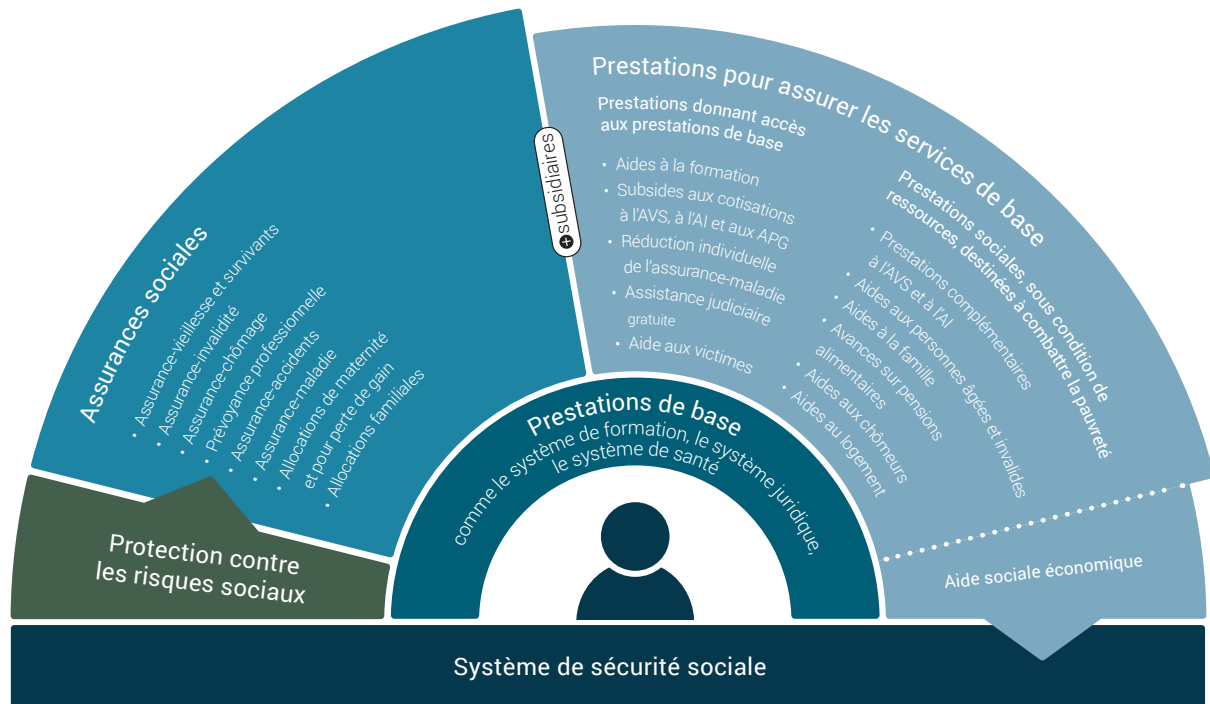 Assurances sociales
• Assurance-vieillesse et survivants
• Assurance-invalidité
• Assurance-chômage
• Prévoyance professionnelle
• Assurance-accidents
• Assurance-maladie
• Allocations de maternité
et pour perte de gain
• Allocations familiales
Protection contre
les risques sociaux
+subsidiaires
Prestations pour assurer les services de base
Prestations donnant accès
aux prestations de base
• Aides à la formation
• Subsides aux cotisations
à l'AVS, à l'AI et aux APG
• Réduction individuelle
de l'assurance-maladie
• Assistance judiciaire
gratuite
• Aide aux victimes
Prestations sociales, sous condition de
ressources, destinées à combattre la pauvreté
• Prestations complémentaires
à l'AVS et à l'AI
• Aides aux personnes âgées et invalides
• Aides à la famille
• Avances sur pensions
alimentaires
• Aides aux chômeurs
• Aides au logement
Aide sociale économique
Prestations de base
comme le système de formation, le système juridique,
le système de santé
Système de sécurité sociale